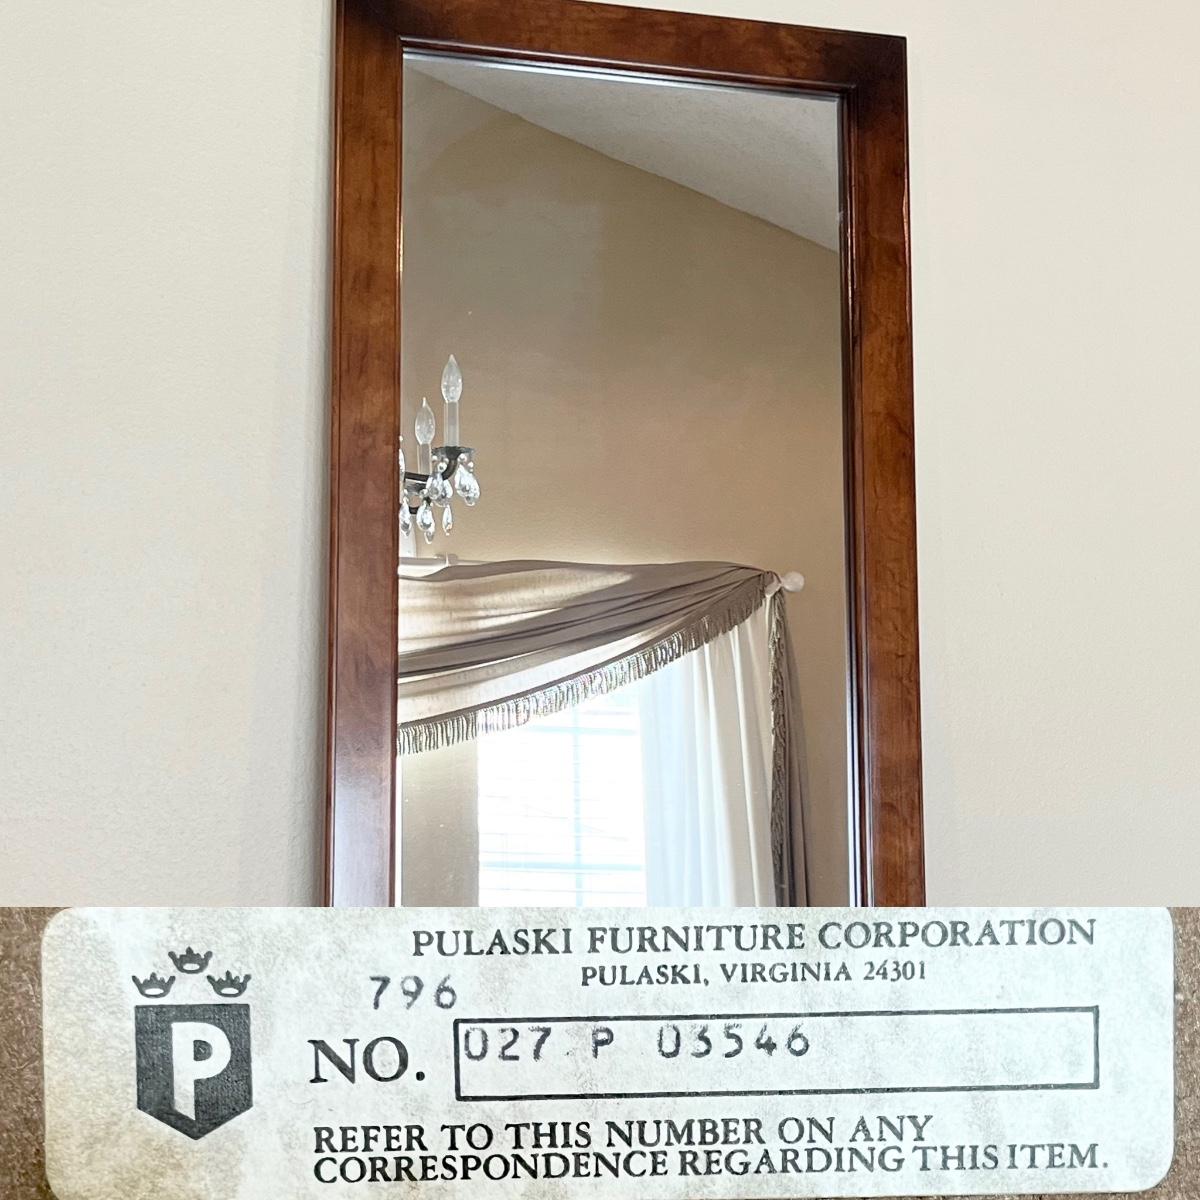 PULASKI FURNITURE CORPORATION
PULASKI, VIRGINIA 24301
796
P
NO. 027 P 03546
REFER TO THIS NUMBER ON ANY
CORRESPONDENCE REGARDING THIS ITEM.